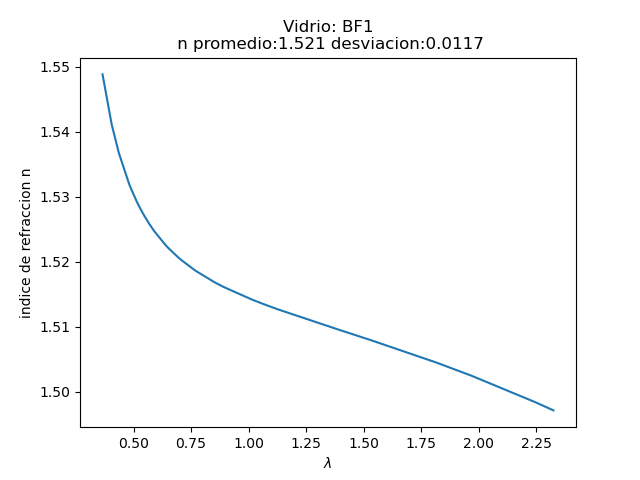 Vidrio: BF1
n promedio:1.521 desviacion:0.0117
1.55
1.54
1.53
1.52
1.51
1.50
indice de refraccion n
0.50 0.75 1.00 1.25 1.50 1.75 2.00 2.25
λ